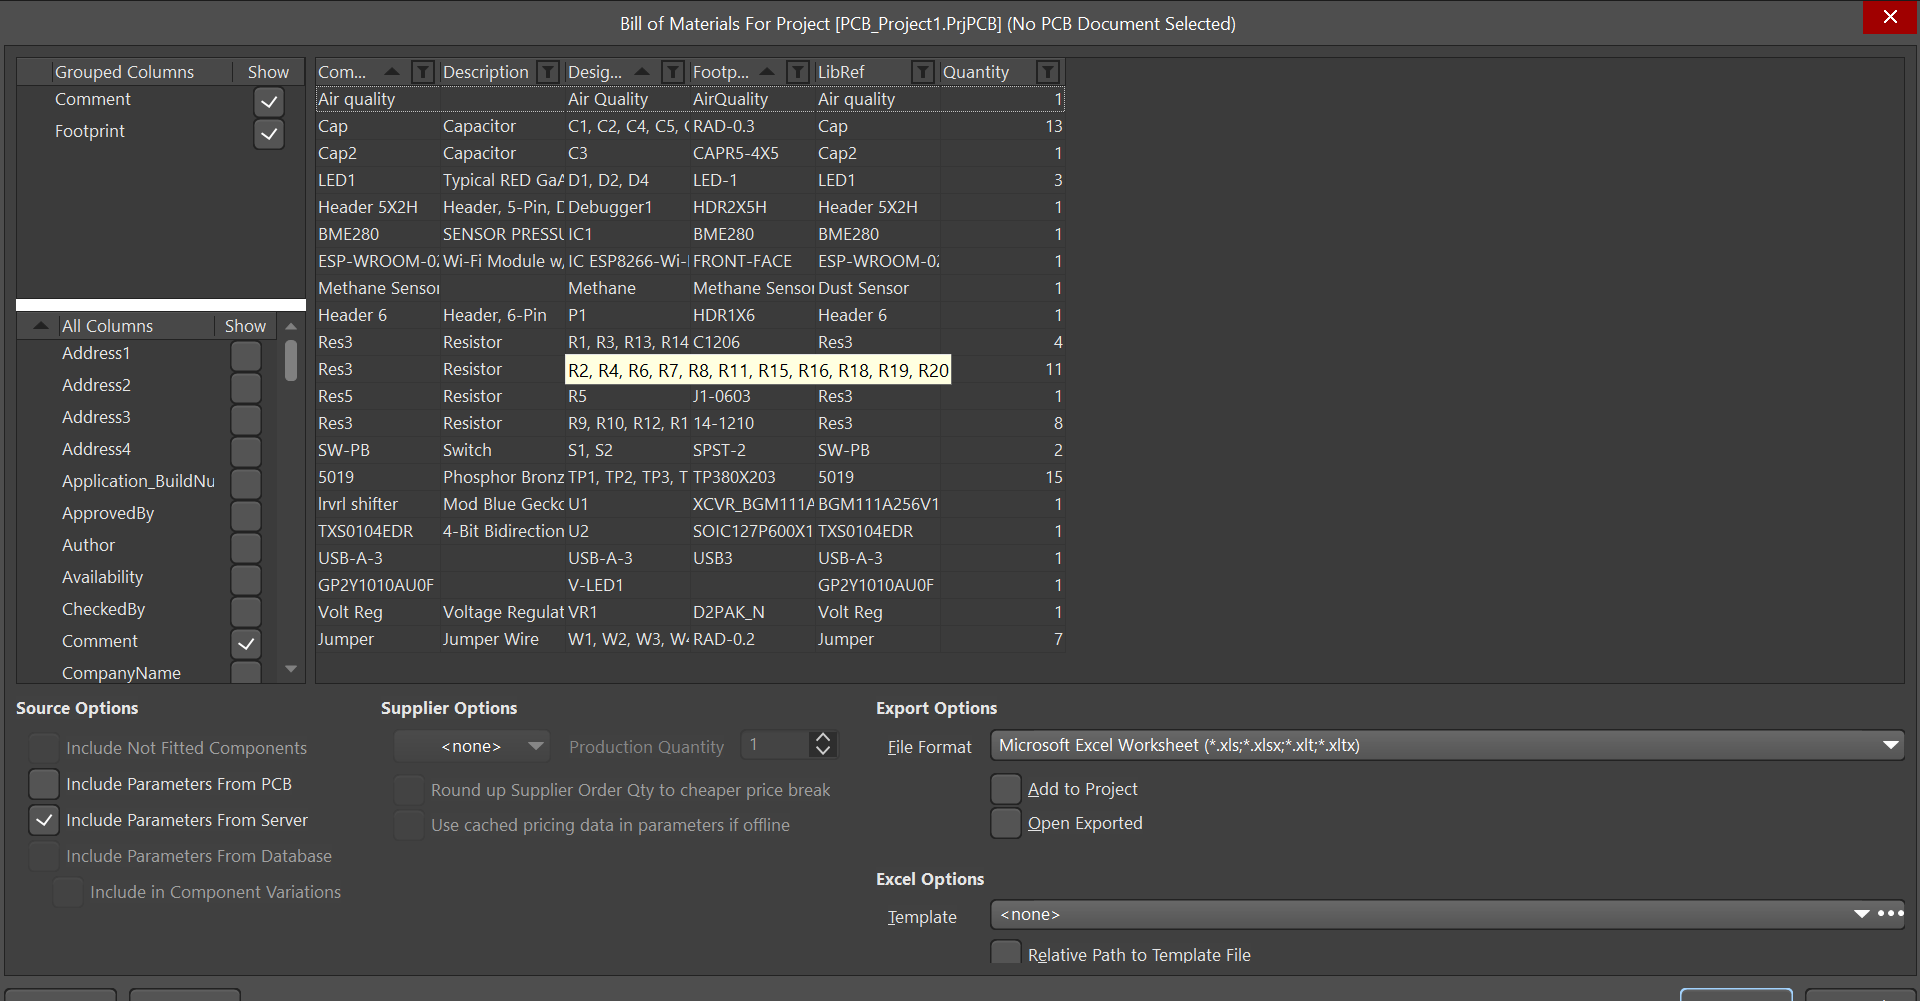 Bill of Materials For Project [PCB_Project1.PrjPCB] (No PCB Document Selected)
Grouped Columns Show
Comment
Footprint
All Columns Show
Address1
Address2
Address3
Address4
Application_BuildNu
ApprovedBy
Author
Availability
CheckedBy
Comment
CompanyName
Com... Description Desig... Footp... LibRef Quantity
Air quality Air Quality AirQuality Air quality 1
Cap Capacitor C1, C2, C4, C5, RAD-0.3 Cap 13
Cap2 Capacitor C3 CAPR5-4X5 Cap2 1
LED1 Typical RED GaA D1, D2, D4 LED-1 LED1 3
Header 5X2H Header, 5-Pin, D Debugger1 HDR2X5H Header 5X2H 1
BME280 SENSOR PRESSU IC1 BME280 BME280 1
ESP-WROOM-02 Wi-Fi Module w, IC ESP8266-Wi-F FRONT-FACE ESP-WROOM-02 1
Methane Sensor Methane Methane Sensor Dust Sensor 1
Header 6 Header, 6-Pin P1 HDR1X6 Header 6 1
Res3 Resistor R1, R3, R13, R14 C1206 Res3 4
Res3 Resistor R2, R4, R6, R7, R8, R11, R15, R16, R18, R19, R20 11
Res5 Resistor R5 J1-0603 Res3 1
Res3 Resistor R9, R10, R12, R1 14-1210 Res3 8
SW-PB Switch S1, S2 SPST-2 SW-PB 2
5019 Phosphor Bronz TP1, TP2, TP3, T TP380X203 5019 15
lrvrl shifter Mod Blue Gecko U1 XCVR_BGM111A BGM111A256V1 1
TXS0104EDR 4-Bit Bidirection U2 SOIC127P600X1 TXS0104EDR 1
USB-A-3 USB-A-3 USB3 USB-A-3 1
GP2Y1010AU0F V-LED1 GP2Y1010AU0F 1
Volt Reg Voltage Regulat VR1 D2PAK_N Volt Reg 1
Jumper Jumper Wire W1, W2, W3, W4 RAD-0.2 Jumper 7
Source Options
Include Not Fitted Components
Include Parameters From PCB
Include Parameters From Server
Include Parameters From Database
Include in Component Variations
Supplier Options
<none> Production Quantity 1
Round up Supplier Order Qty to cheaper price break
Use cached pricing data in parameters if offline
Export Options
File Format Microsoft Excel Worksheet (*.xls;*.xlsx;*.xlt;*.xltx)
Add to Project
Open Exported
Excel Options
Template <none>
Relative Path to Template File